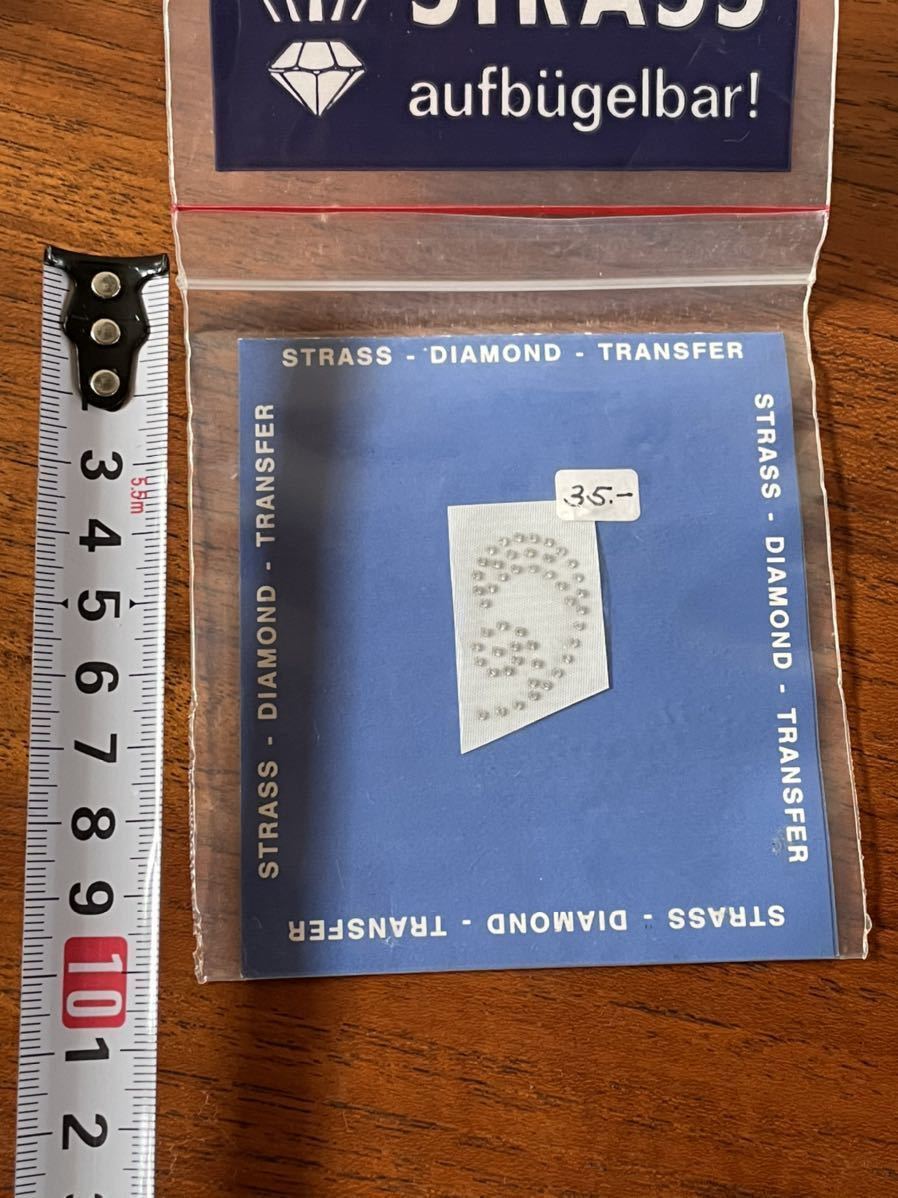 STRASS
aufbügelbar!
STRASS - DIAMOND - TRANSFER
STRASS - DIAMOND - TRANSFER
STRASS - DIAMOND - TRANSFER
STRASS - DIAMOND - TRANSFER
35.-
5.5m
3
4
5
6
7
8
9
10
1
2